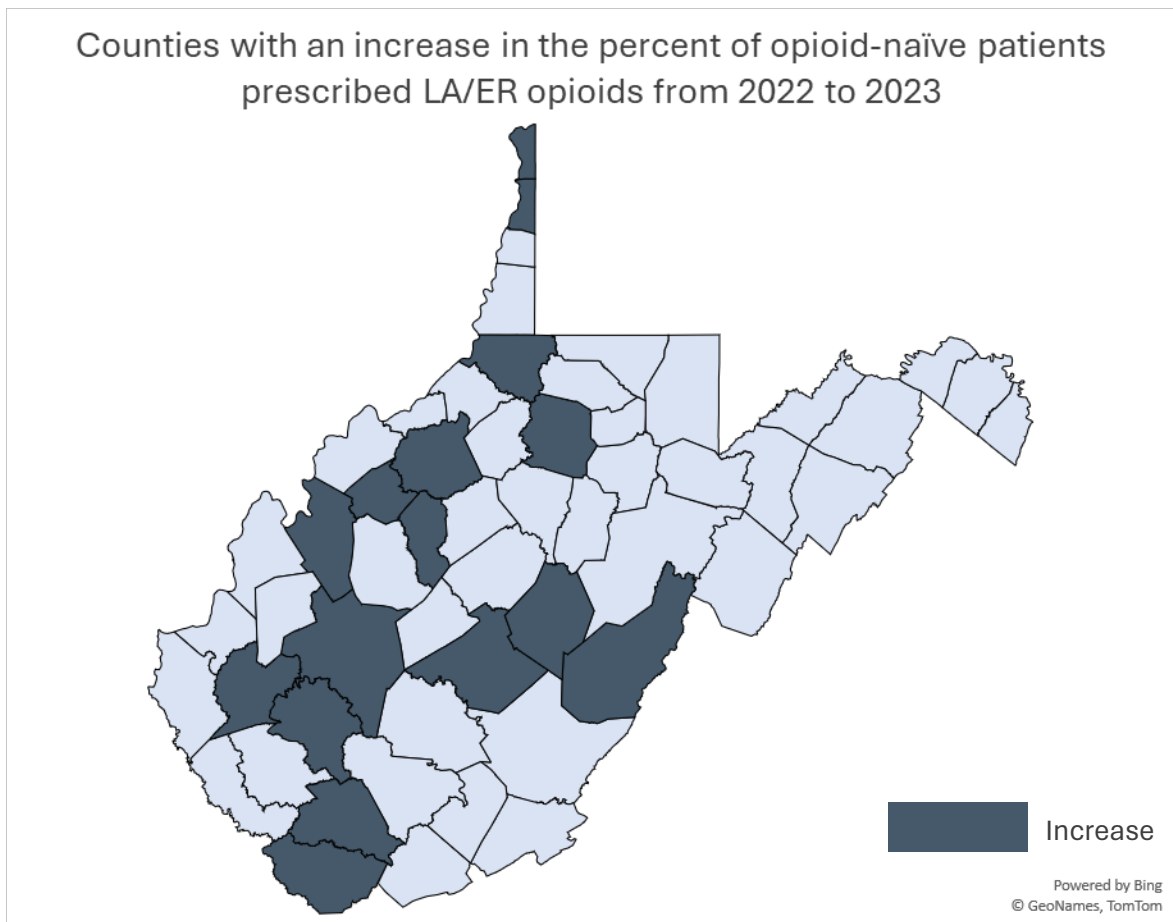 Counties with an increase in the percent of opioid-naïve patients
prescribed LA/ER opioids from 2022 to 2023
Increase
Powered by Bing
© GeoNames, TomTom